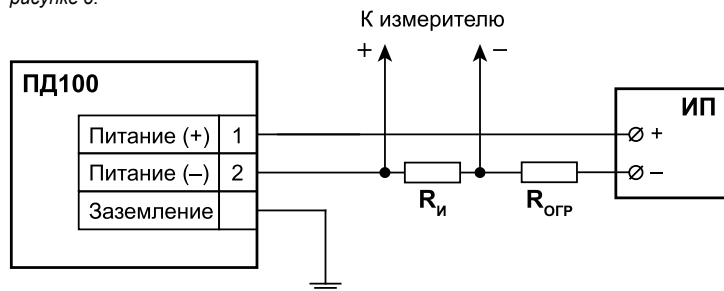 рисунке 6.
К измерителю
+ –
ПД100
ИП
Питание (+) 1
+
Питание (–) 2
–
Rи
Rогр
Заземление